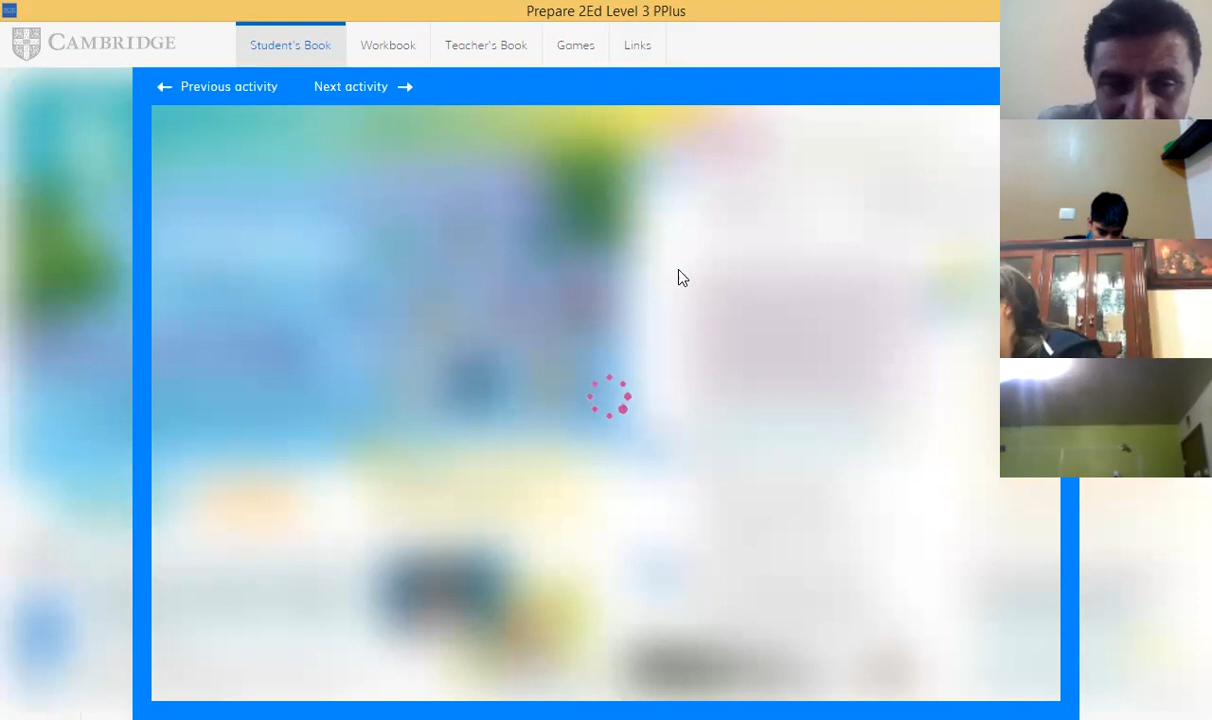 Prepare 2Ed Level 3 PPlus
CAMBRIDGE
Student's Book
Workbook
Teacher's Book
Games
Links
Previous activity
Next activity